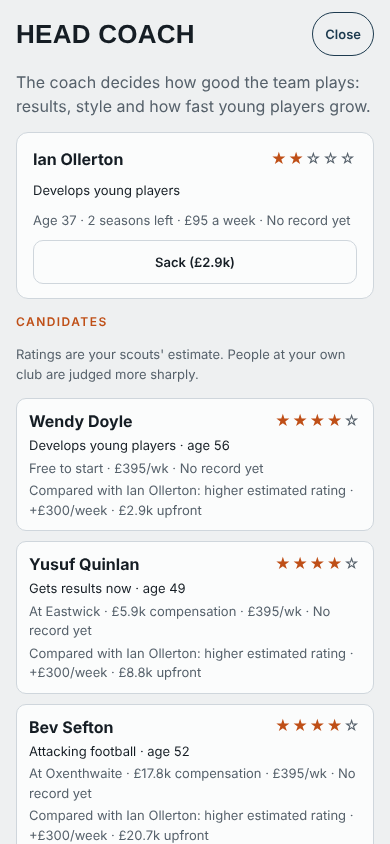 HEAD COACH
Close
The coach decides how good the team plays:
results, style and how fast young players grow.
Ian Ollerton
★★☆☆☆
Develops young players
Age 37 · 2 seasons left · £95 a week · No record yet
Sack (£2.9k)
CANDIDATES
Ratings are your scouts' estimate. People at your own
club are judged more sharply.
Wendy Doyle
★★★★☆
Develops young players · age 56
Free to start · £395/wk · No record yet
Compared with Ian Ollerton: higher estimated rating ·
+£300/week · £2.9k upfront
Yusuf Quinlan
★★★★☆
Gets results now · age 49
At Eastwick · £5.9k compensation · £395/wk · No
record yet
Compared with Ian Ollerton: higher estimated rating ·
+£300/week · £8.8k upfront
Bev Sefton
★★★★☆
Attacking football · age 52
At Oxenthwaite · £17.8k compensation · £395/wk · No
record yet
Compared with Ian Ollerton: higher estimated rating ·
+£300/week · £20.7k upfront